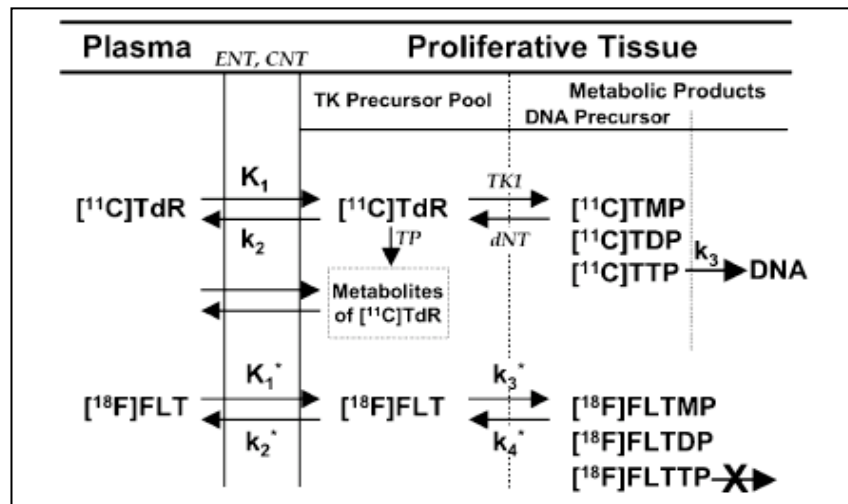 Plasma
ENT, CNT
Proliferative Tissue
TK Precursor Pool
Metabolic Products
DNA Precursor
[¹¹C]TdR
K₁
k₂
[¹¹C]TdR
TK1
dNT
[¹¹C]TMP
[¹¹C]TDP
[¹¹C]TTP
k₃
DNA
TP
Metabolites
of [¹¹C]TdR
[¹⁸F]FLT
K₁*
k₂*
[¹⁸F]FLT
k₃*
k₄*
[¹⁸F]FLTMP
[¹⁸F]FLTDP
[¹⁸F]FLTTP
X